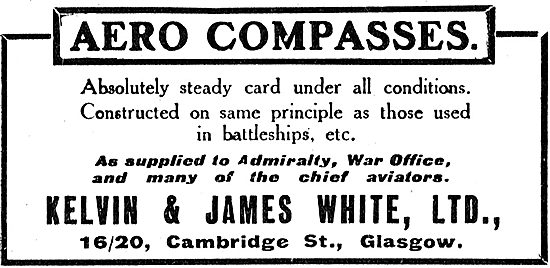 AERO COMPASSES.
Absolutely steady card under all conditions.
Constructed on same principle as those used
in battleships, etc.
As supplied to Admiralty, War Office,
and many of the chief aviators.
KELVIN & JAMES WHITE, LTD.,
16/20, Cambridge St., Glasgow.